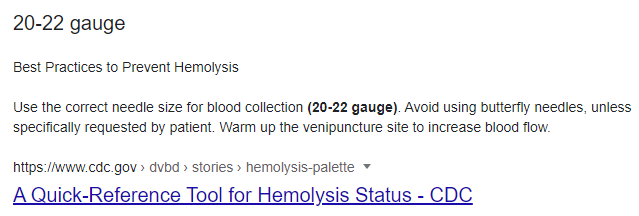 20-22 gauge
Best Practices to Prevent Hemolysis
Use the correct needle size for blood collection (20-22 gauge). Avoid using butterfly needles, unless
specifically requested by patient. Warm up the venipuncture site to increase blood flow.
https://www.cdc.gov › dvbd › stories › hemolysis-palette
A Quick-Reference Tool for Hemolysis Status - CDC